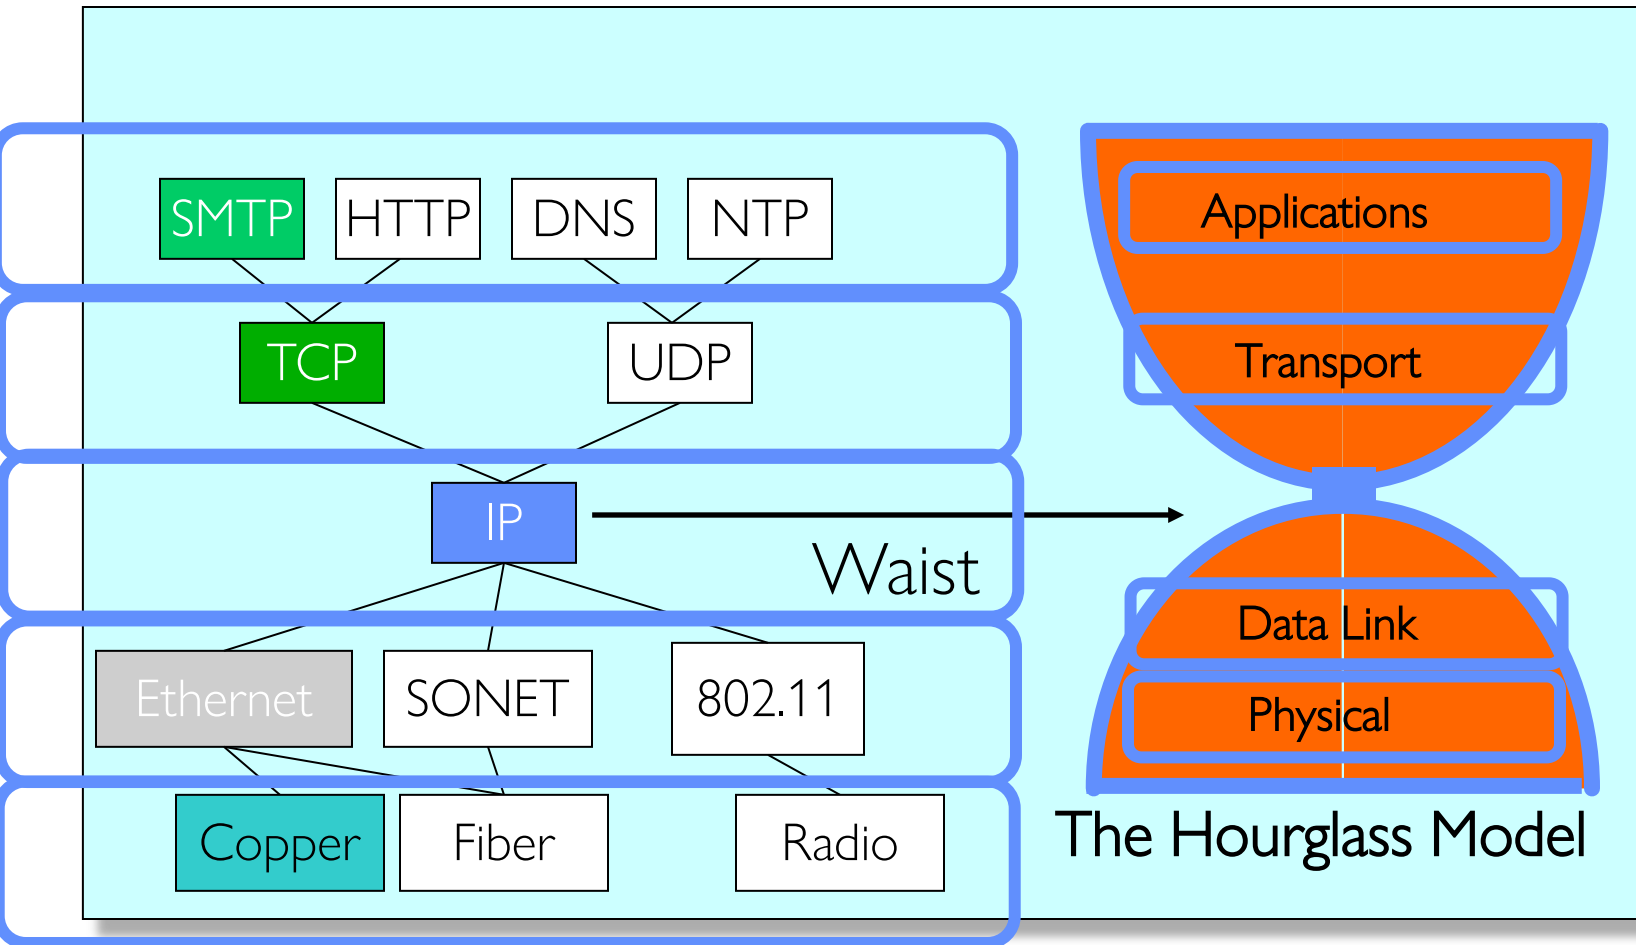 SMTP
HTTP
DNS
NTP
TCP
UDP
IP
Waist
Ethernet
SONET
802.11
Copper
Fiber
Radio
Applications
Transport
Data Link
Physical
The Hourglass Model